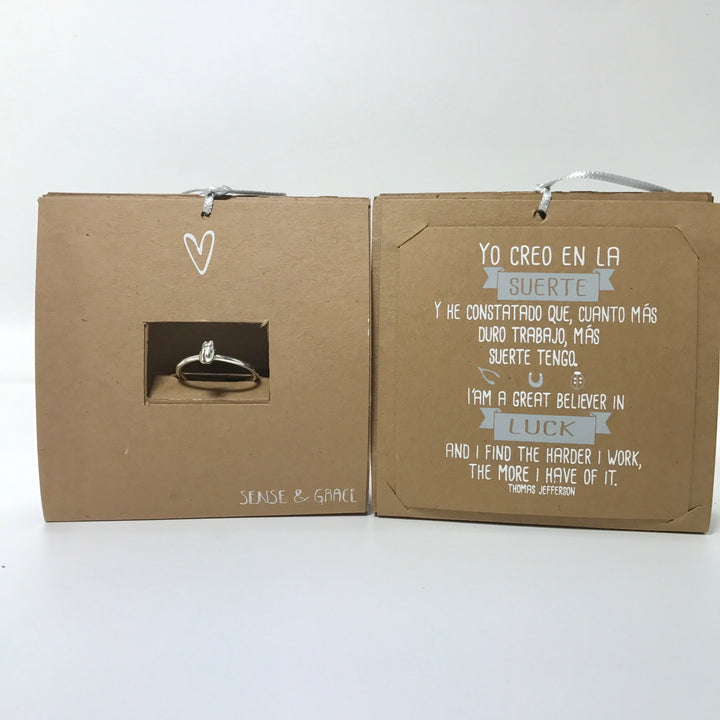 SENSE & GRACE
YO CREO EN LA
SUERTE
Y HE CONSTATADO QUE, CUANTO MÁS
DURO TRABAJO, MÁS
SUERTE TENGO.
I'AM A GREAT BELIEVER IN
LUCK
AND I FIND THE HARDER I WORK,
THE MORE I HAVE OF IT.
THOMAS JEFFERSON